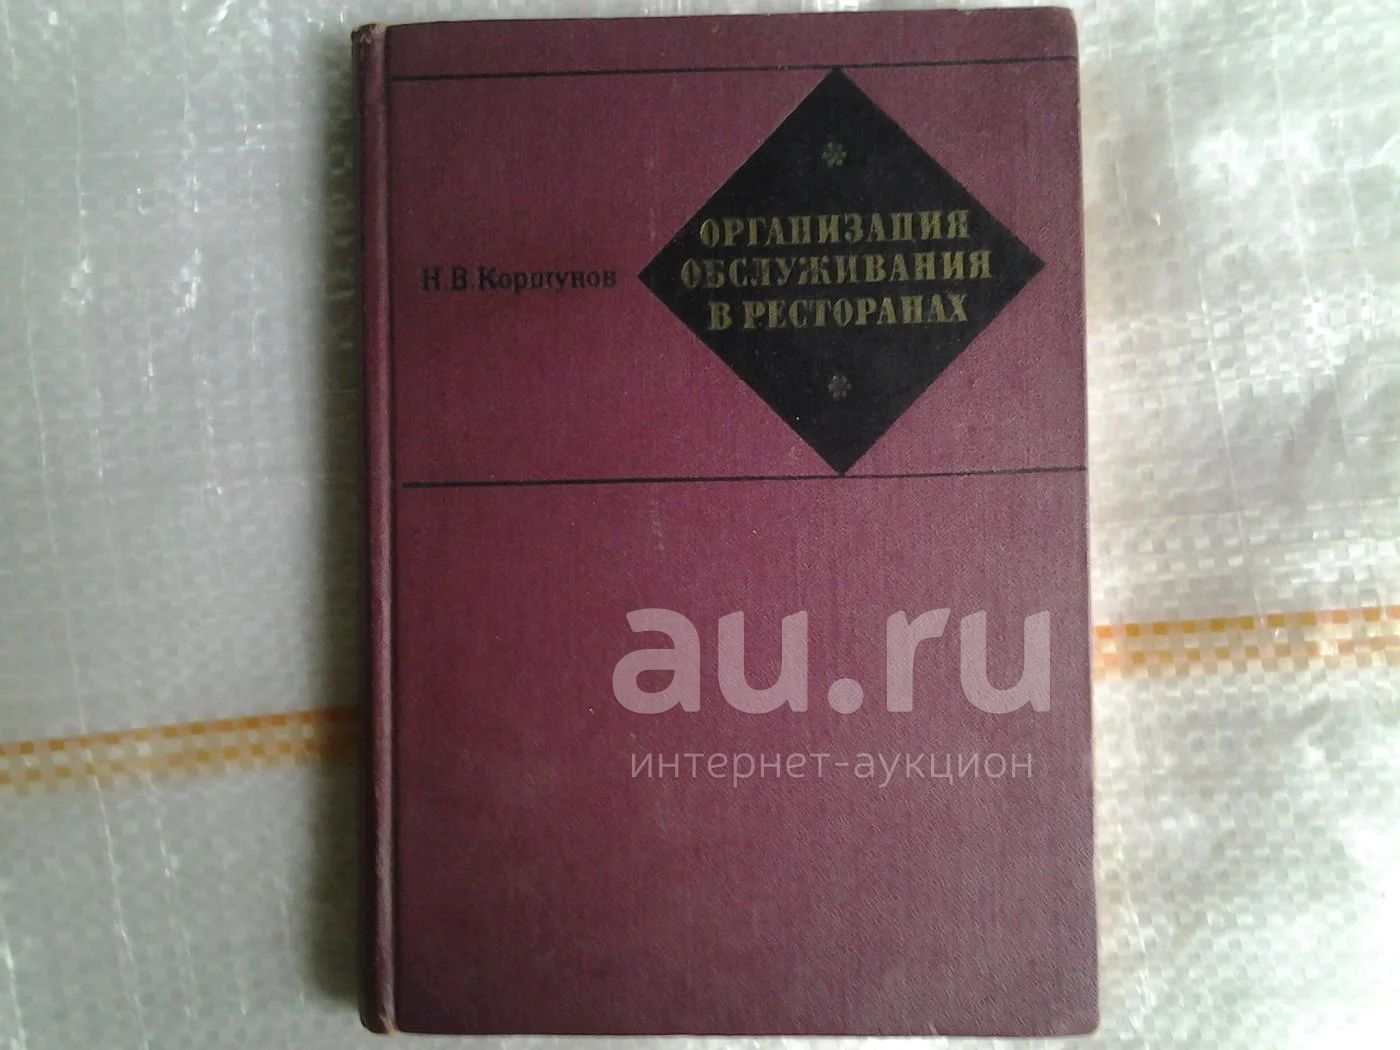 ОРГАНИЗАЦИЯ
ОБСЛУЖИВАНИЯ
В РЕСТОРАНАХ
Н.В.Коршунов
au.ru
интернет-аукцион